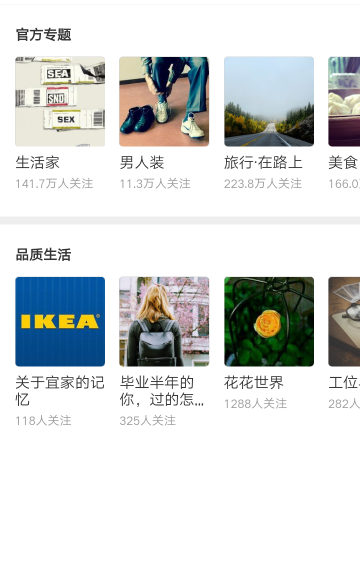 官方专题
SEA
SND
SEX
生活家
男人装
旅行·在路上
美食
141.7万人关注
11.3万人关注
223.8万人关注
166.0
品质生活
IKEA
关于宜家的记
忆
118人关注
毕业半年的
你，过的怎...
325人关注
花花世界
1288人关注
工位
282人